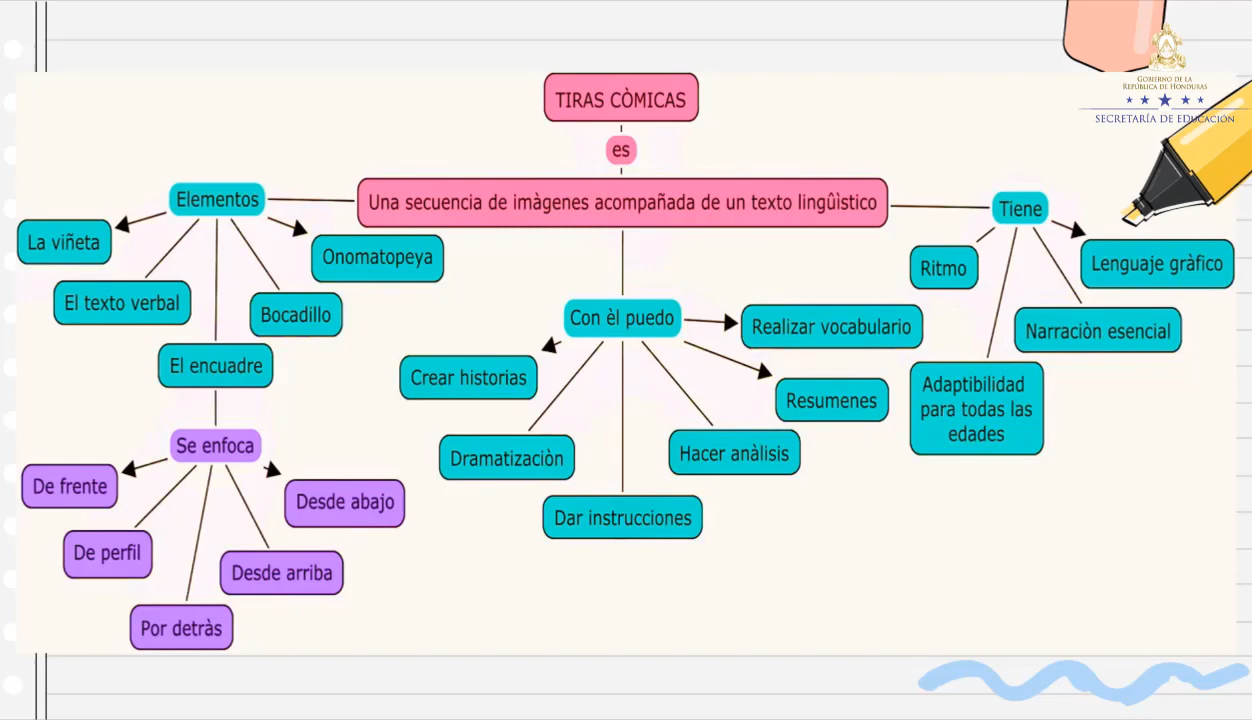 GOBIERNO DE LA
REPÚBLICA DE HONDURAS
SECRETARÍA DE EDUCACIÓN
TIRAS CÒMICAS
es
Una secuencia de imàgenes acompañada de un texto lingûìstico
Elementos
La viñeta
El texto verbal
El encuadre
Bocadillo
Onomatopeya
Se enfoca
De frente
De perfil
Por detràs
Desde arriba
Desde abajo
Con èl puedo
Crear historias
Dramatizaciòn
Dar instrucciones
Hacer anàlisis
Resumenes
Realizar vocabulario
Tiene
Ritmo
Adaptibilidad
para todas las
edades
Narraciòn esencial
Lenguaje gràfico